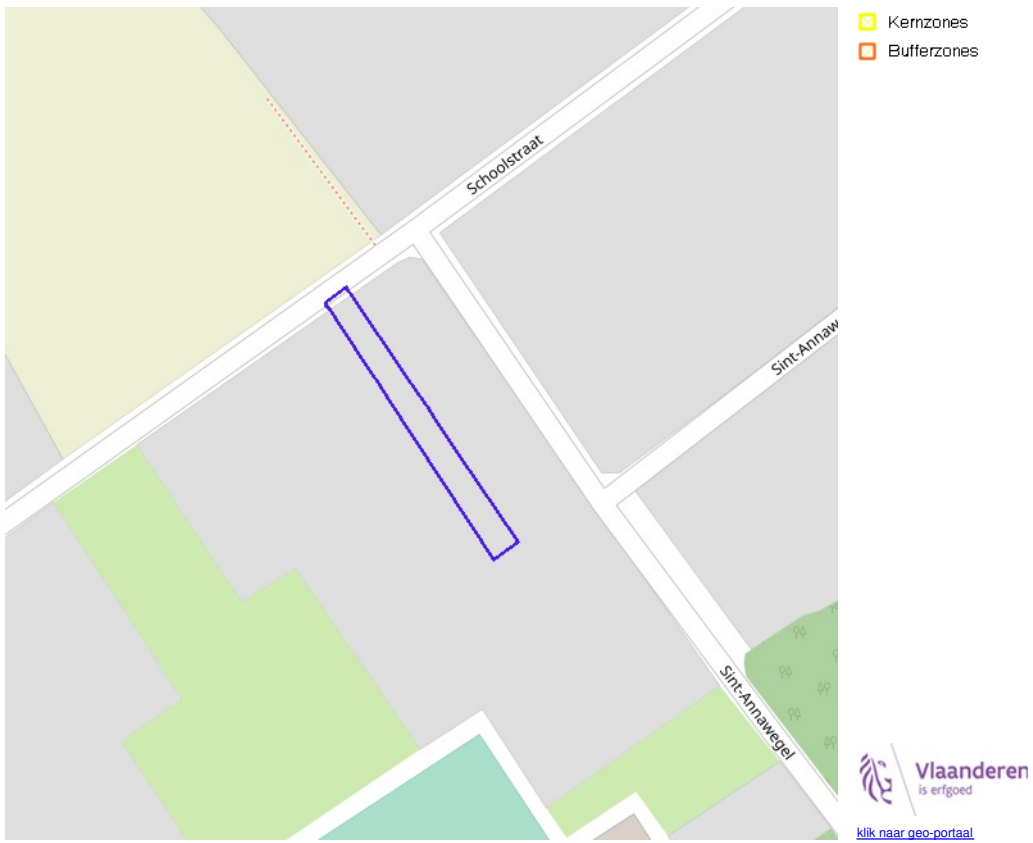 Kernzones
Bufferzones
Schoolstraat
Sint-Annaw
Sint-Annawegel
Vlaanderen
is erfgoed
klik naar geo-portaal